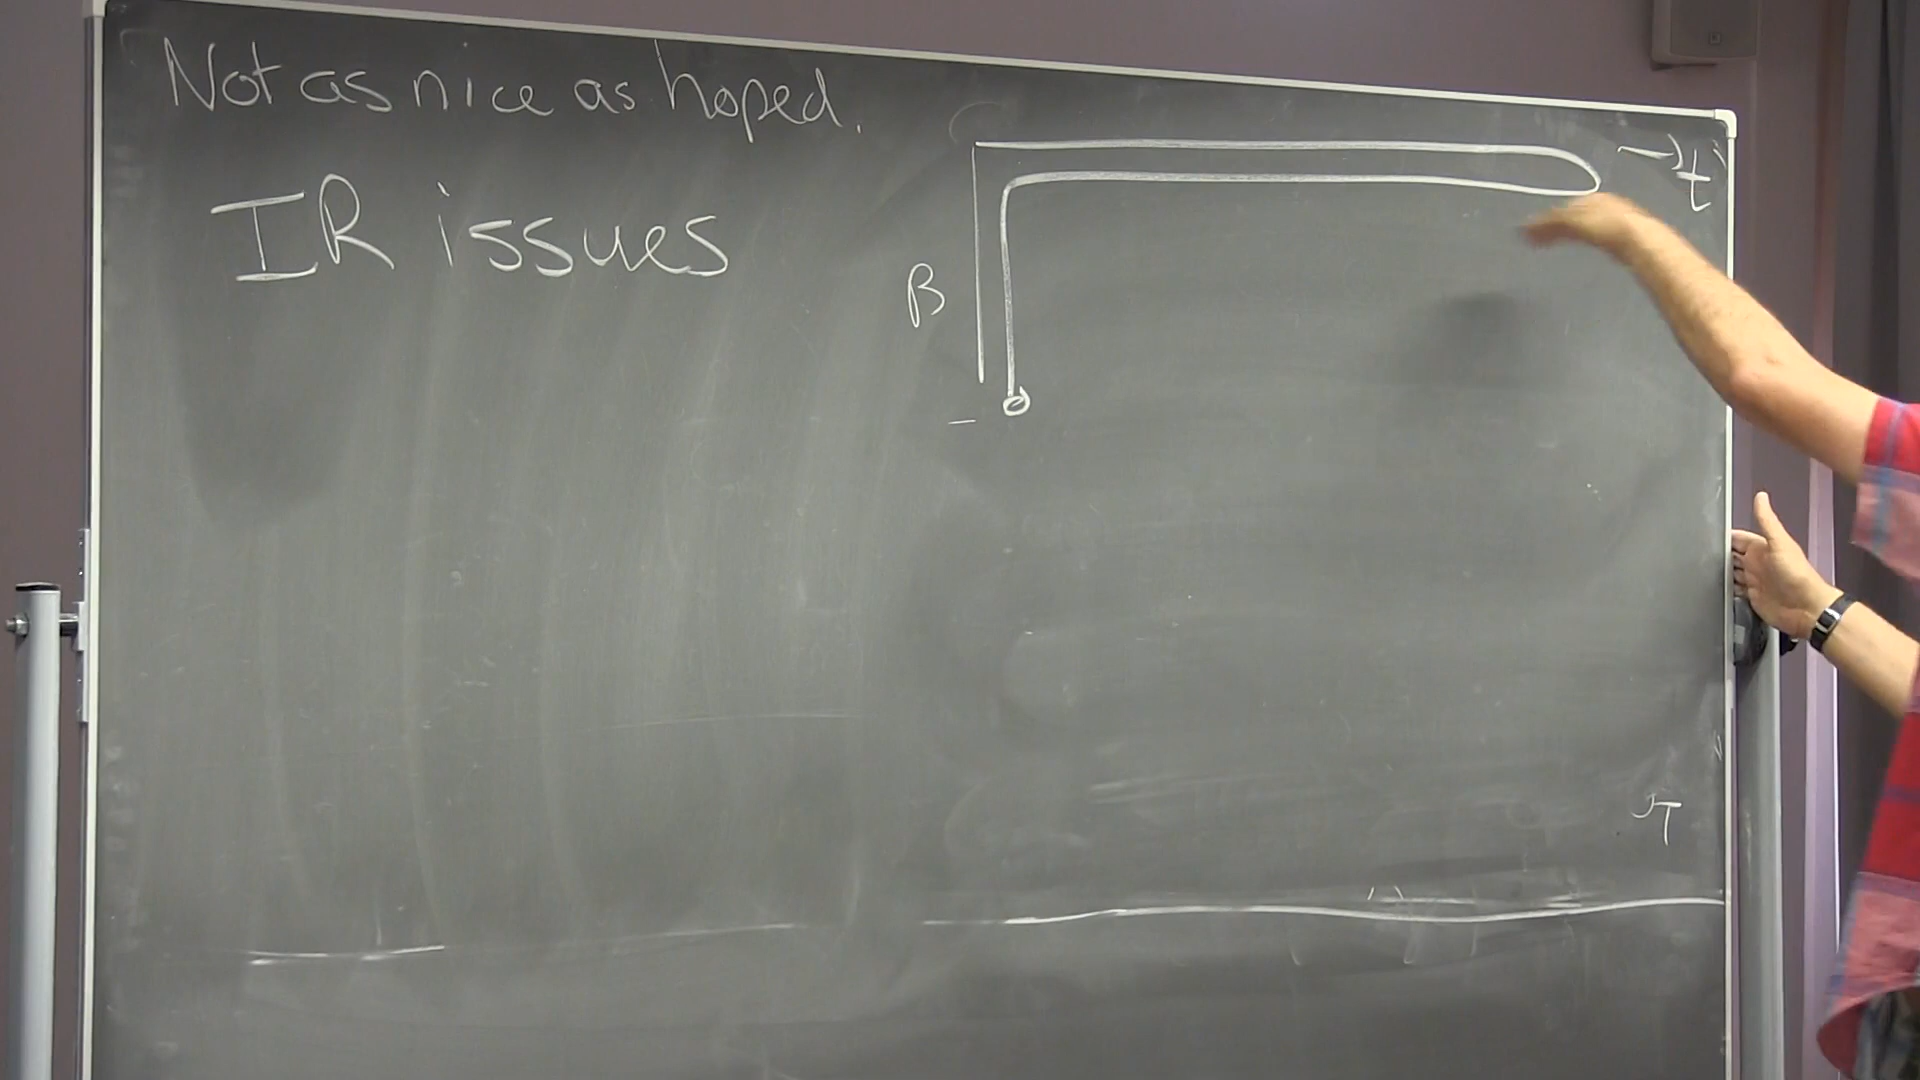 Not as nice as hoped.
IR issues
→ t
β
T